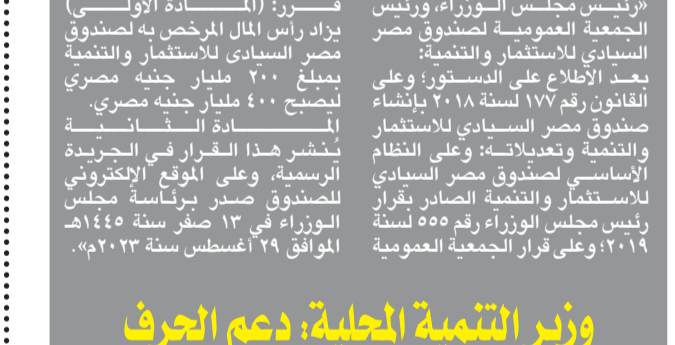 «رئيس مجلس الوزراء، ورئيس
الجمعية العمومية لصندوق مصر
السيادي للاستثمار والتنمية:
بعد الاطلاع على الدستور؛ وعلى
القانون رقم ١٧٧ لسنة ٢٠١٨ بإنشاء
صندوق مصر السيادي للاستثمار
والتنمية وتعديلاته: وعلى النظام
الأساسي لصندوق مصر السيادي
للاستثمار والتنمية الصادر بقرار
رئيس مجلس الوزراء رقم ٥٥٥ لسنة
٢٠١٩؛ وعلى قرار الجمعية العمومية
قرر: (المادة الأولى)
يزاد رأس المال المرخص به لصندوق
مصر السيادى للاستثمار والتنمية
بمبلغ ٢٠٠ مليار جنيه مصري
ليصبح ٤٠٠ مليار جنيه مصري.
المادة الثانية
يُنشر هذا القرار في الجريدة
الرسمية، وعلى الموقع الإلكتروني
للصندوق صدر برئاسة مجلس
الوزراء في ١٣ صفر سنة ١٤٤٥هـ
الموافق ٢٩ أغسطس سنة ٢٠٢٣م».
وزير التنمية المحلية: دعم الحرف